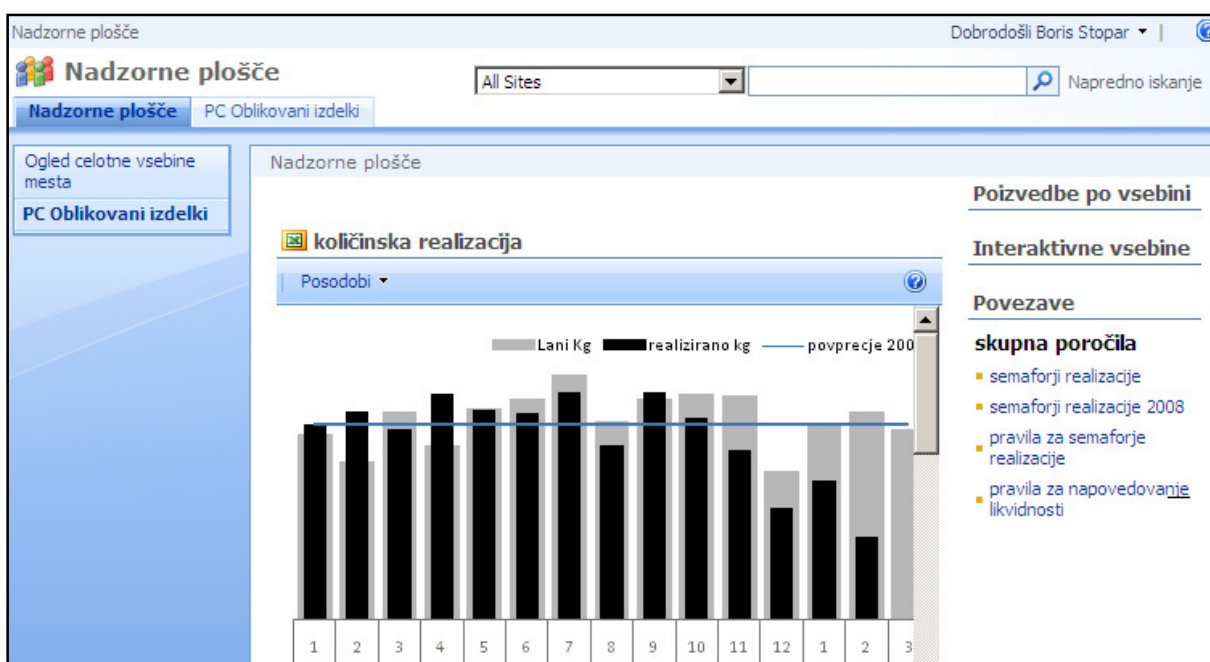 Nadzorne plošče
Dobrodošli Boris Stopar
Nadzorne plošče
All Sites
Napredno iskanje
Nadzorne plošče
PC Oblikovani izdelki
Ogled celotne vsebine
mesta
PC Oblikovani izdelki
Nadzorne plošče
količinska realizacija
Posodobi
Lani Kg
realizirano kg
povprecje 200
1 2 3 4 5 6 7 8 9 10 11 12 1 2 3
Poizvedbe po vsebini
Interaktivne vsebine
Povezave
skupna poročila
semaforji realizacije
semaforji realizacije 2008
pravila za semaforje
realizacije
pravila za napovedovanje
likvidnosti